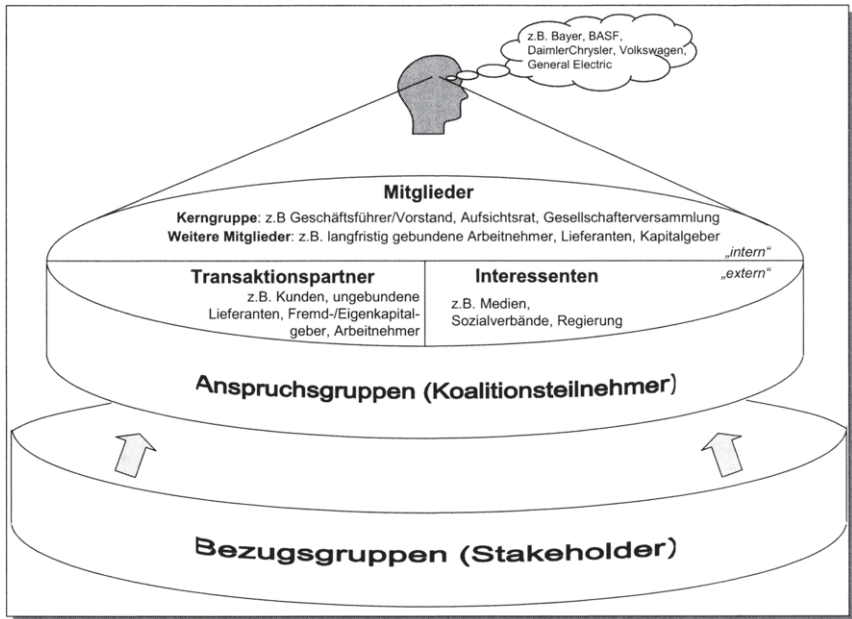 z.B. Bayer, BASF,
DaimlerChrysler, Volkswagen,
General Electric
Mitglieder
Kerngruppe: z.B Geschäftsführer/Vorstand, Aufsichtsrat, Gesellschafterversammlung
Weitere Mitglieder: z.B. langfristig gebundene Arbeitnehmer, Lieferanten, Kapitalgeber
„intern“
„extern“
Transaktionspartner
z.B. Kunden, ungebundene
Lieferanten, Fremd-/Eigenkapital-
geber, Arbeitnehmer
Interessenten
z.B. Medien,
Sozialverbände, Regierung
Anspruchsgruppen (Koalitionsteilnehmer)
Bezugsgruppen (Stakeholder)